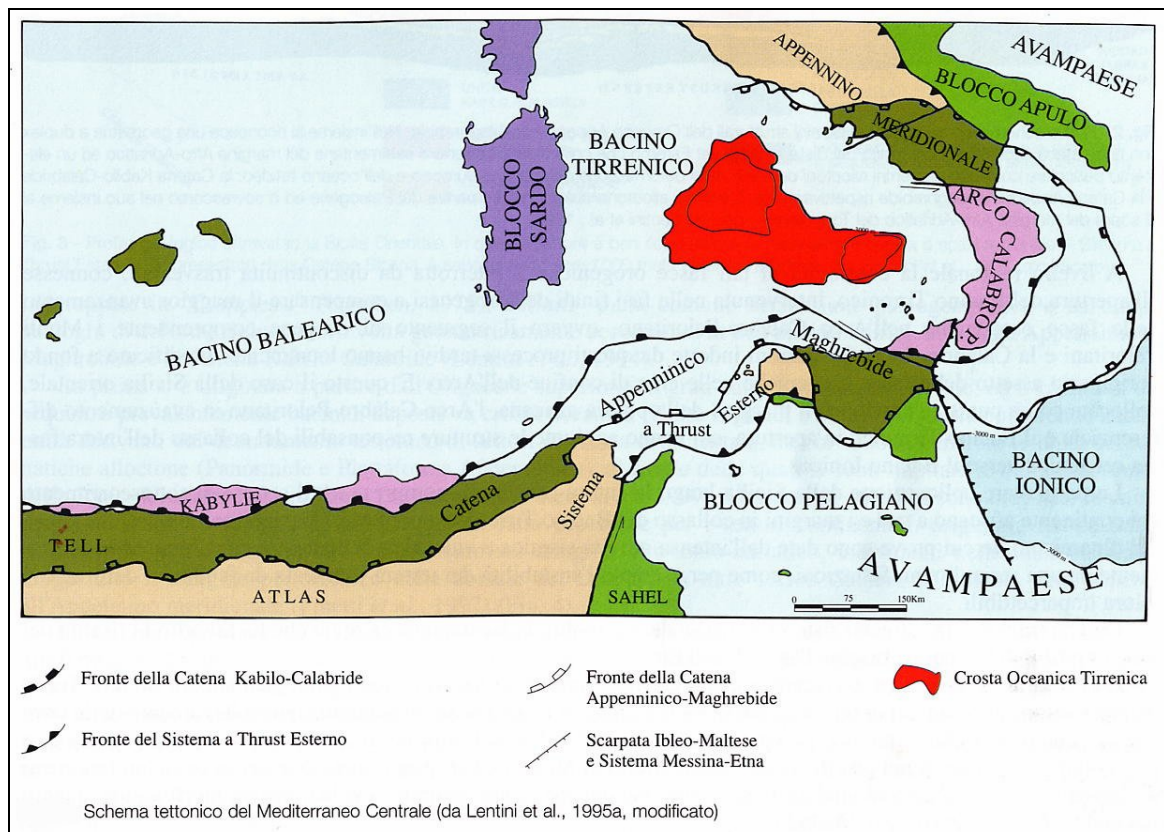 APPENNINO
MERIDIONALE
AVAMPAESE
BLOCCO APULO
BACINO
TIRRENICO
BLOCCO
SARDO
3000 m
ARCO
CALABRO P.
BACINO BALEARICO
Maghrebide
Appenninico
Esterno
a Thrust
3000 m
BACINO
IONICO
3000 m
KABYLIE
Catena
Sistema
BLOCCO PELAGIANO
TELL
ATLAS
SAHEL
AVAMPAESE
0 75 150Km
Fronte della Catena Kabilo-Calabride
Fronte del Sistema a Thrust Esterno
Fronte della Catena
Appenninico-Maghrebide
Scarpata Ibleo-Maltese
e Sistema Messina-Etna
Crosta Oceanica Tirrenica
Schema tettonico del Mediterraneo Centrale (da Lentini et al., 1995a, modificato)